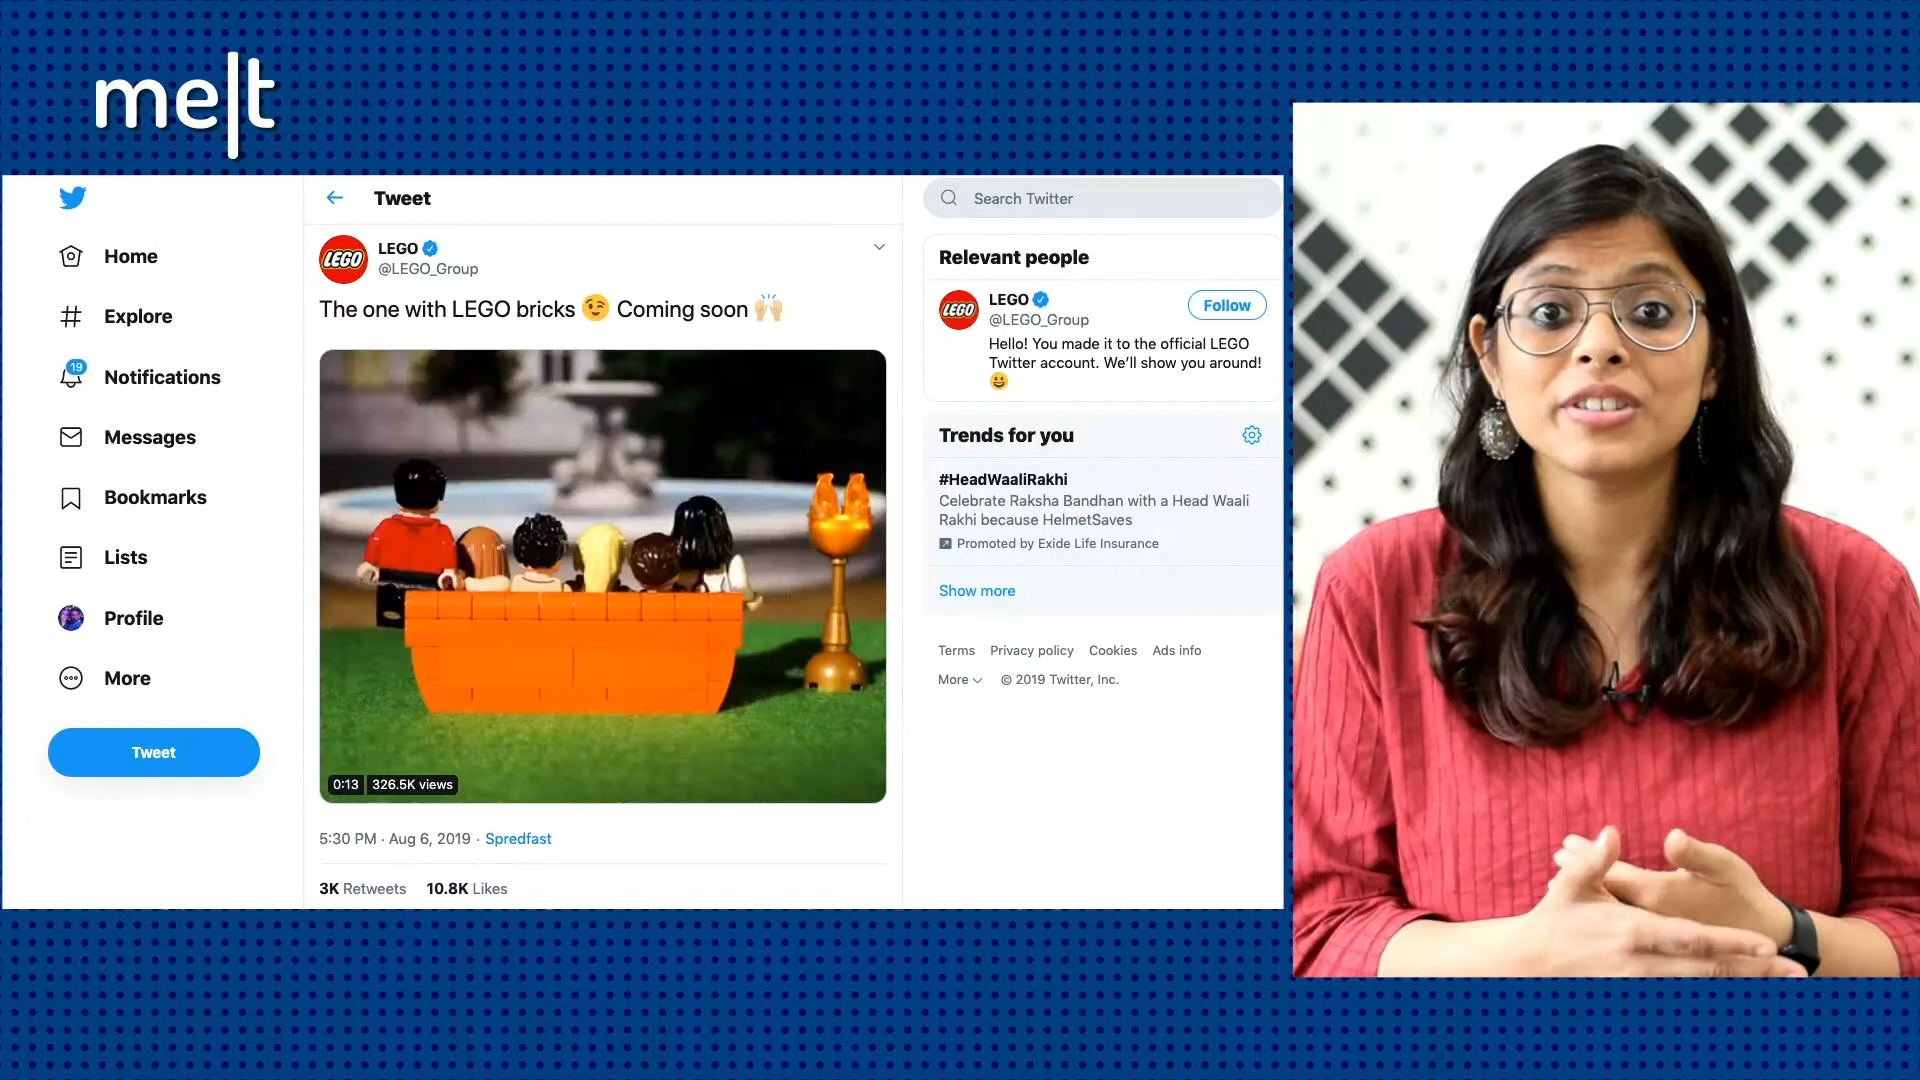 melt
Home
Explore
19
Notifications
Messages
Bookmarks
Lists
Profile
More
Tweet
Tweet
LEGO
LEGO
@LEGO_Group
The one with LEGO bricks 😉 Coming soon 🙌🏼
0:13 326.5K views
5:30 PM · Aug 6, 2019 · Spredfast
3K Retweets 10.8K Likes
Search Twitter
Relevant people
LEGO
LEGO
@LEGO_Group
Follow
Hello! You made it to the official LEGO
Twitter account. We'll show you around!
😀
Trends for you
#HeadWaaliRakhi
Celebrate Raksha Bandhan with a Head Waali
Rakhi because HelmetSaves
Promoted by Exide Life Insurance
Show more
Terms Privacy policy Cookies Ads info
More © 2019 Twitter, Inc.